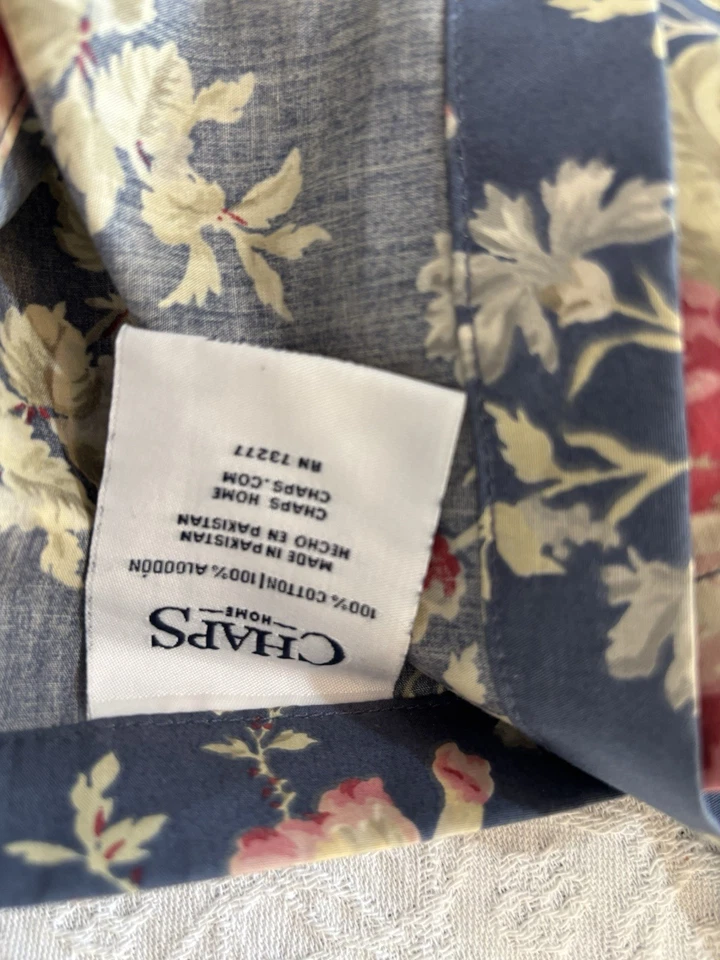 CHAPS
HOME
100% COTTON|100% ALGODÓN
MADE IN PAKISTAN
HECHO EN PAKISTAN
CHAPS HOME
CHAPS.COM
RN 73277